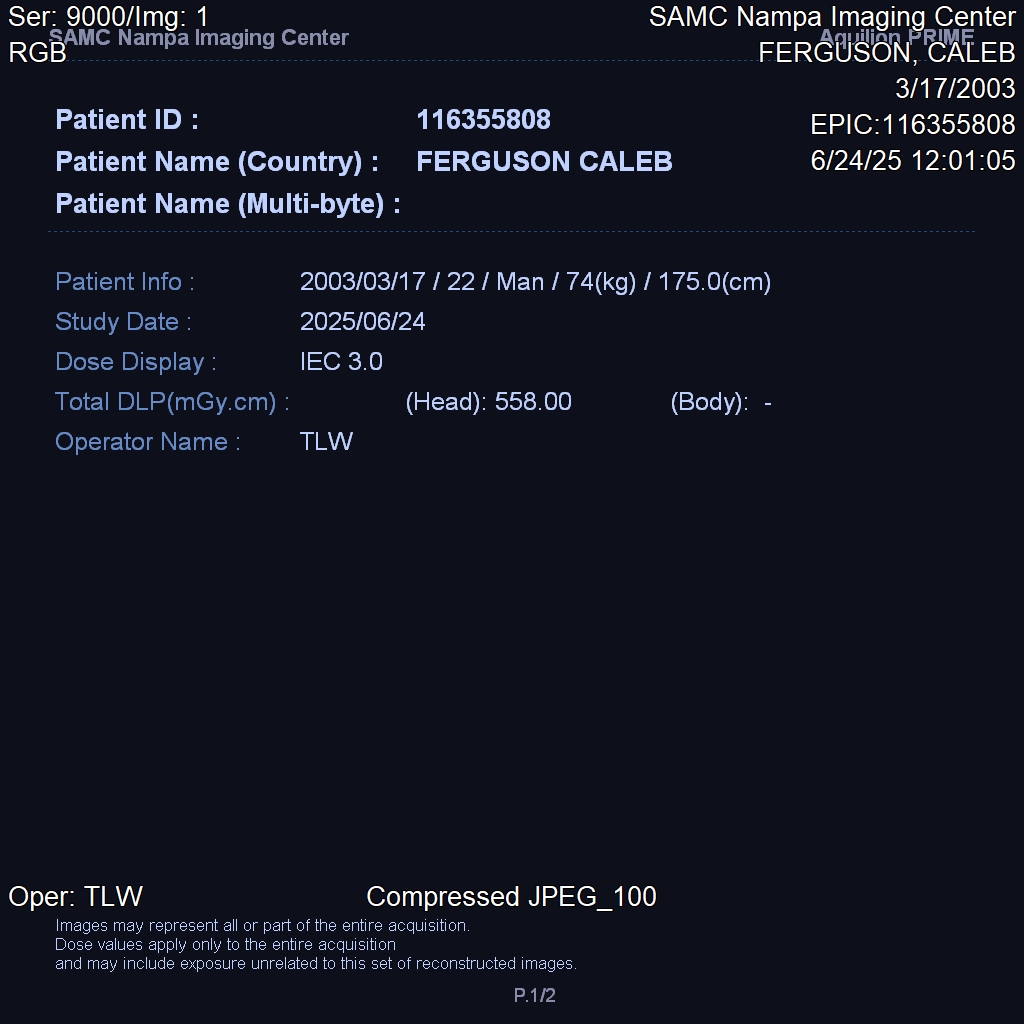 Ser: 9000/Img: 1
SAMC Nampa Imaging Center
SAMC Nampa Imaging Center
Aquilion PRIME
RGB
FERGUSON, CALEB
3/17/2003
Patient ID : 116355808
EPIC:116355808
Patient Name (Country) : FERGUSON CALEB
6/24/25 12:01:05
Patient Name (Multi-byte) :
Patient Info : 2003/03/17 / 22 / Man / 74(kg) / 175.0(cm)
Study Date : 2025/06/24
Dose Display : IEC 3.0
Total DLP(mGy.cm) : (Head): 558.00 (Body): -
Operator Name : TLW
Oper: TLW
Compressed JPEG_100
Images may represent all or part of the entire acquisition.
Dose values apply only to the entire acquisition
and may include exposure unrelated to this set of reconstructed images.
P.1/2